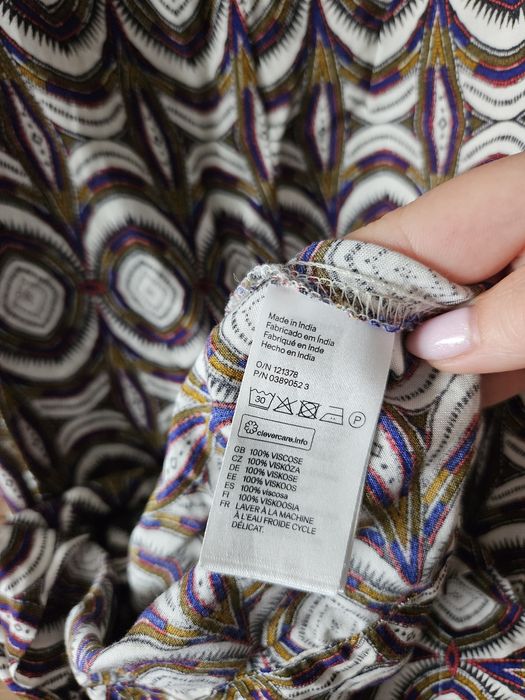 Made in India
Fabricado em Índia
Fabriqué en Inde
Hecho en India
O/N 121378
P/N 0389052 3
30 P
clevercare.info
GB 100% VISCOSE
CZ 100% VISKÓZA
DE 100% VISKOSE
EE 100% VISKOOS
ES 100% viscosa
FI 100% VISKOOSIA
FR LAVER À LA MACHINE
À L'EAU FROIDE CYCLE
DÉLICAT.